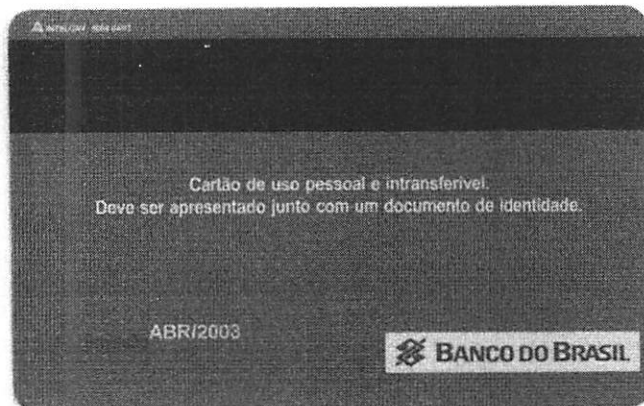 Cartão de uso pessoal e intransferível.
Deve ser apresentado junto com um documento de identidade.
ABR/2003
BANCO DO BRASIL